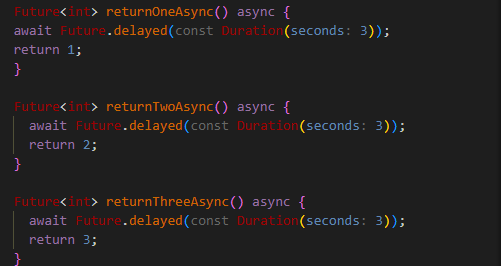 Future<int> returnOneAsync() async {
await Future.delayed(const Duration(seconds: 3));
return 1;
}
Future<int> returnTwoAsync() async {
await Future.delayed(const Duration(seconds: 3));
return 2;
}
Future<int> returnThreeAsync() async {
await Future.delayed(const Duration(seconds: 3));
return 3;
}